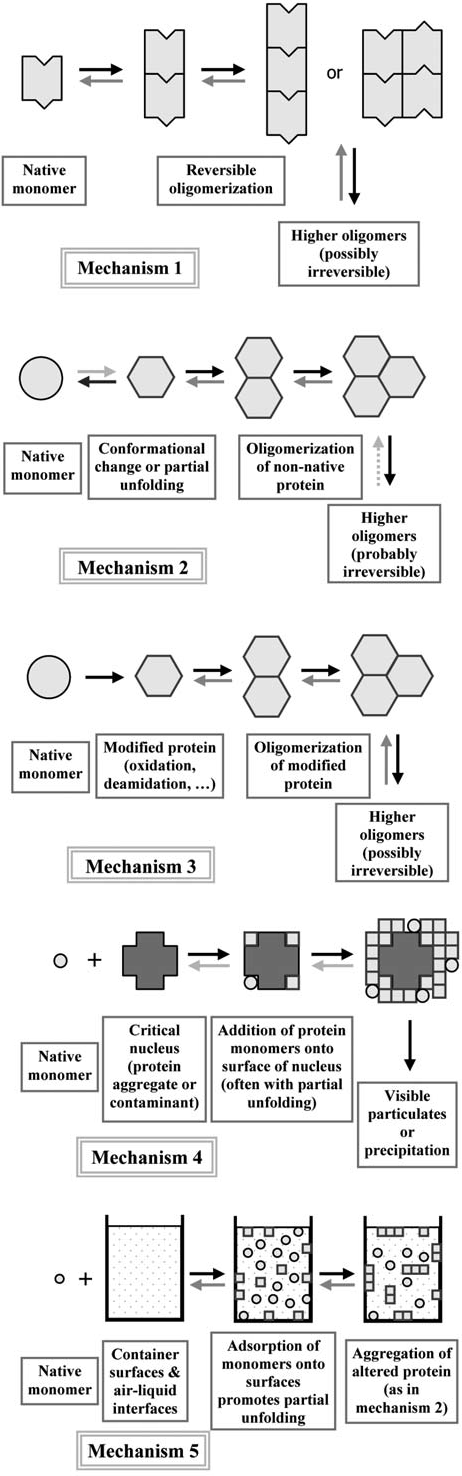 or
Native
monomer
Reversible
oligomerization
Higher oligomers
(possibly
irreversible)
Mechanism 1
Native
monomer
Conformational
change or partial
unfolding
Oligomerization
of non-native
protein
Higher
oligomers
(probably
irreversible)
Mechanism 2
Native
monomer
Modified protein
(oxidation,
deamidation, …)
Oligomerization
of modified
protein
Higher
oligomers
(possibly
irreversible)
Mechanism 3
+
Native
monomer
Critical
nucleus
(protein
aggregate or
contaminant)
Addition of protein
monomers onto
surface of nucleus
(often with partial
unfolding)
Visible
particulates
or
precipitation
Mechanism 4
+
Native
monomer
Container
surfaces &
air-liquid
interfaces
Adsorption of
monomers onto
surfaces
promotes partial
unfolding
Aggregation of
altered protein
(as in
mechanism 2)
Mechanism 5